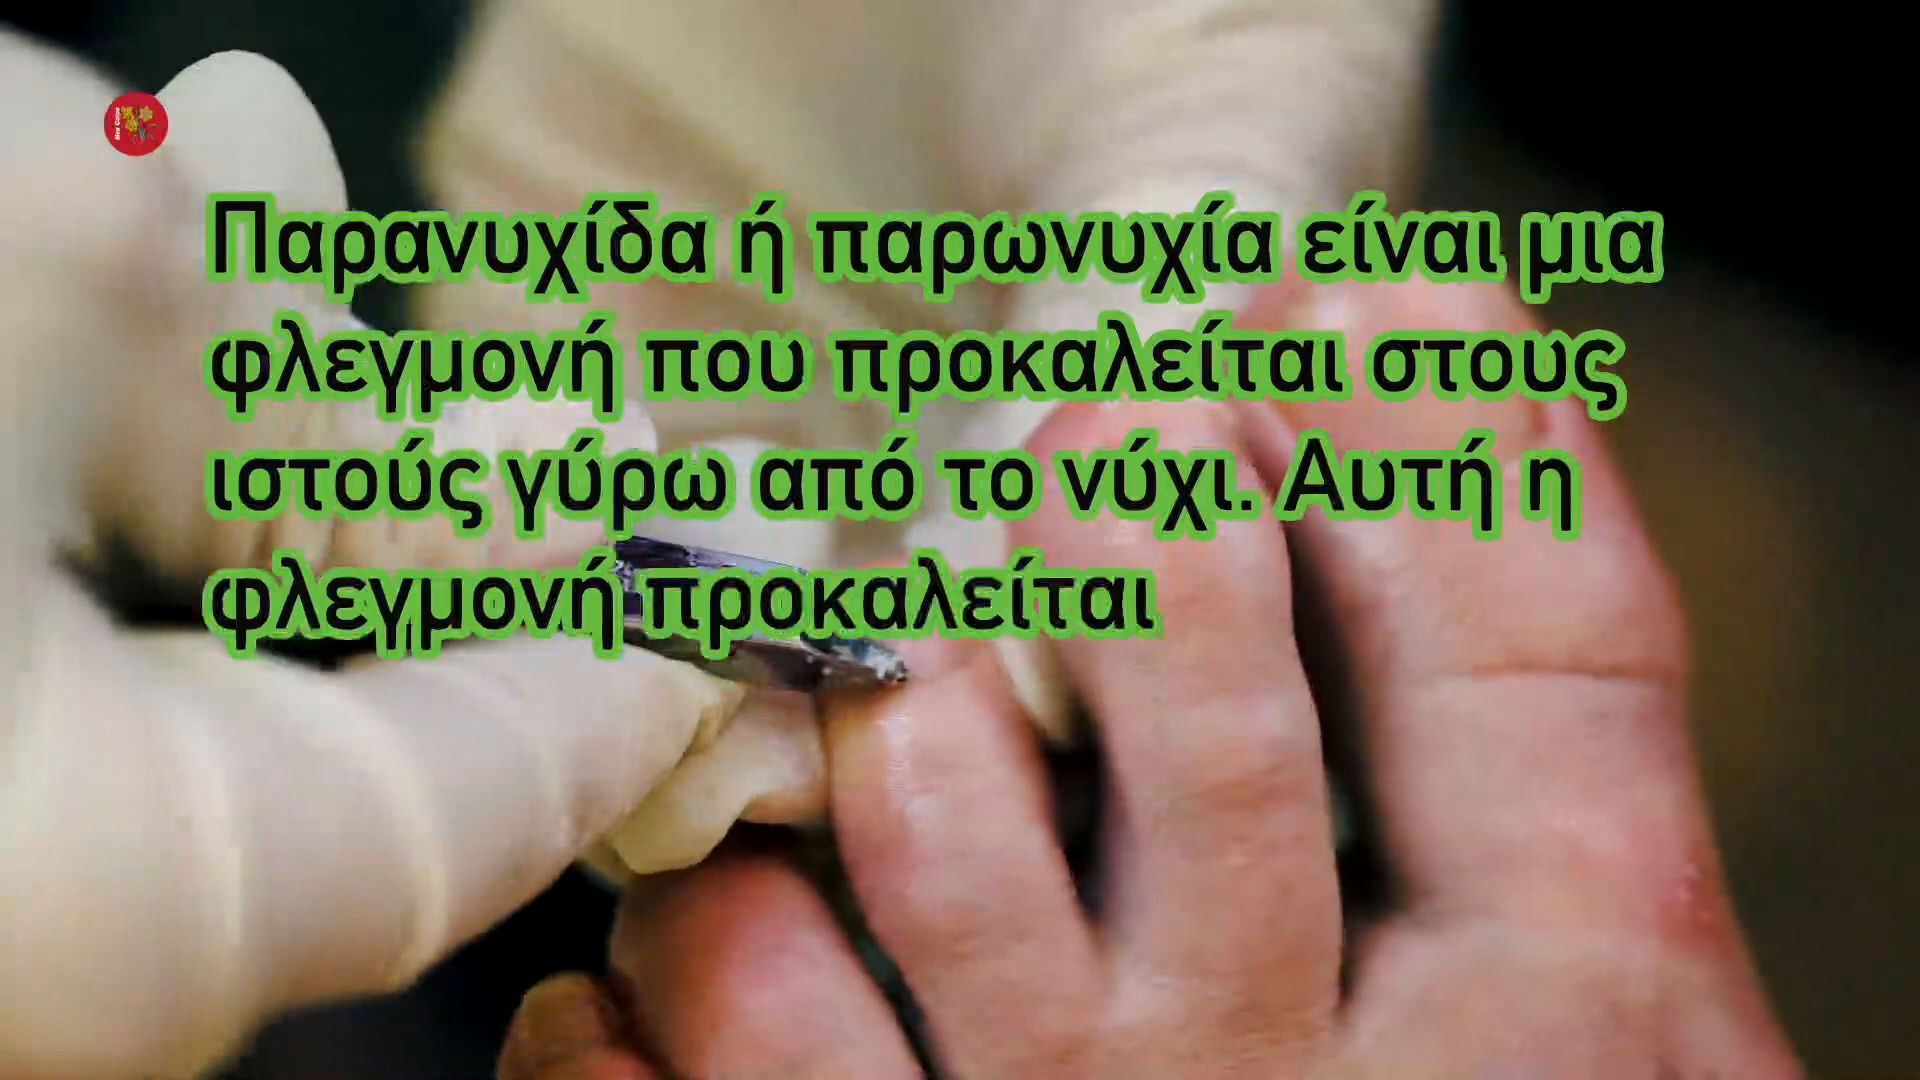 Παρανυχίδα ή παρωνυχία είναι μια
φλεγμονή που προκαλείται στους
ιστούς γύρω από το νύχι. Αυτή η
φλεγμονή προκαλείται